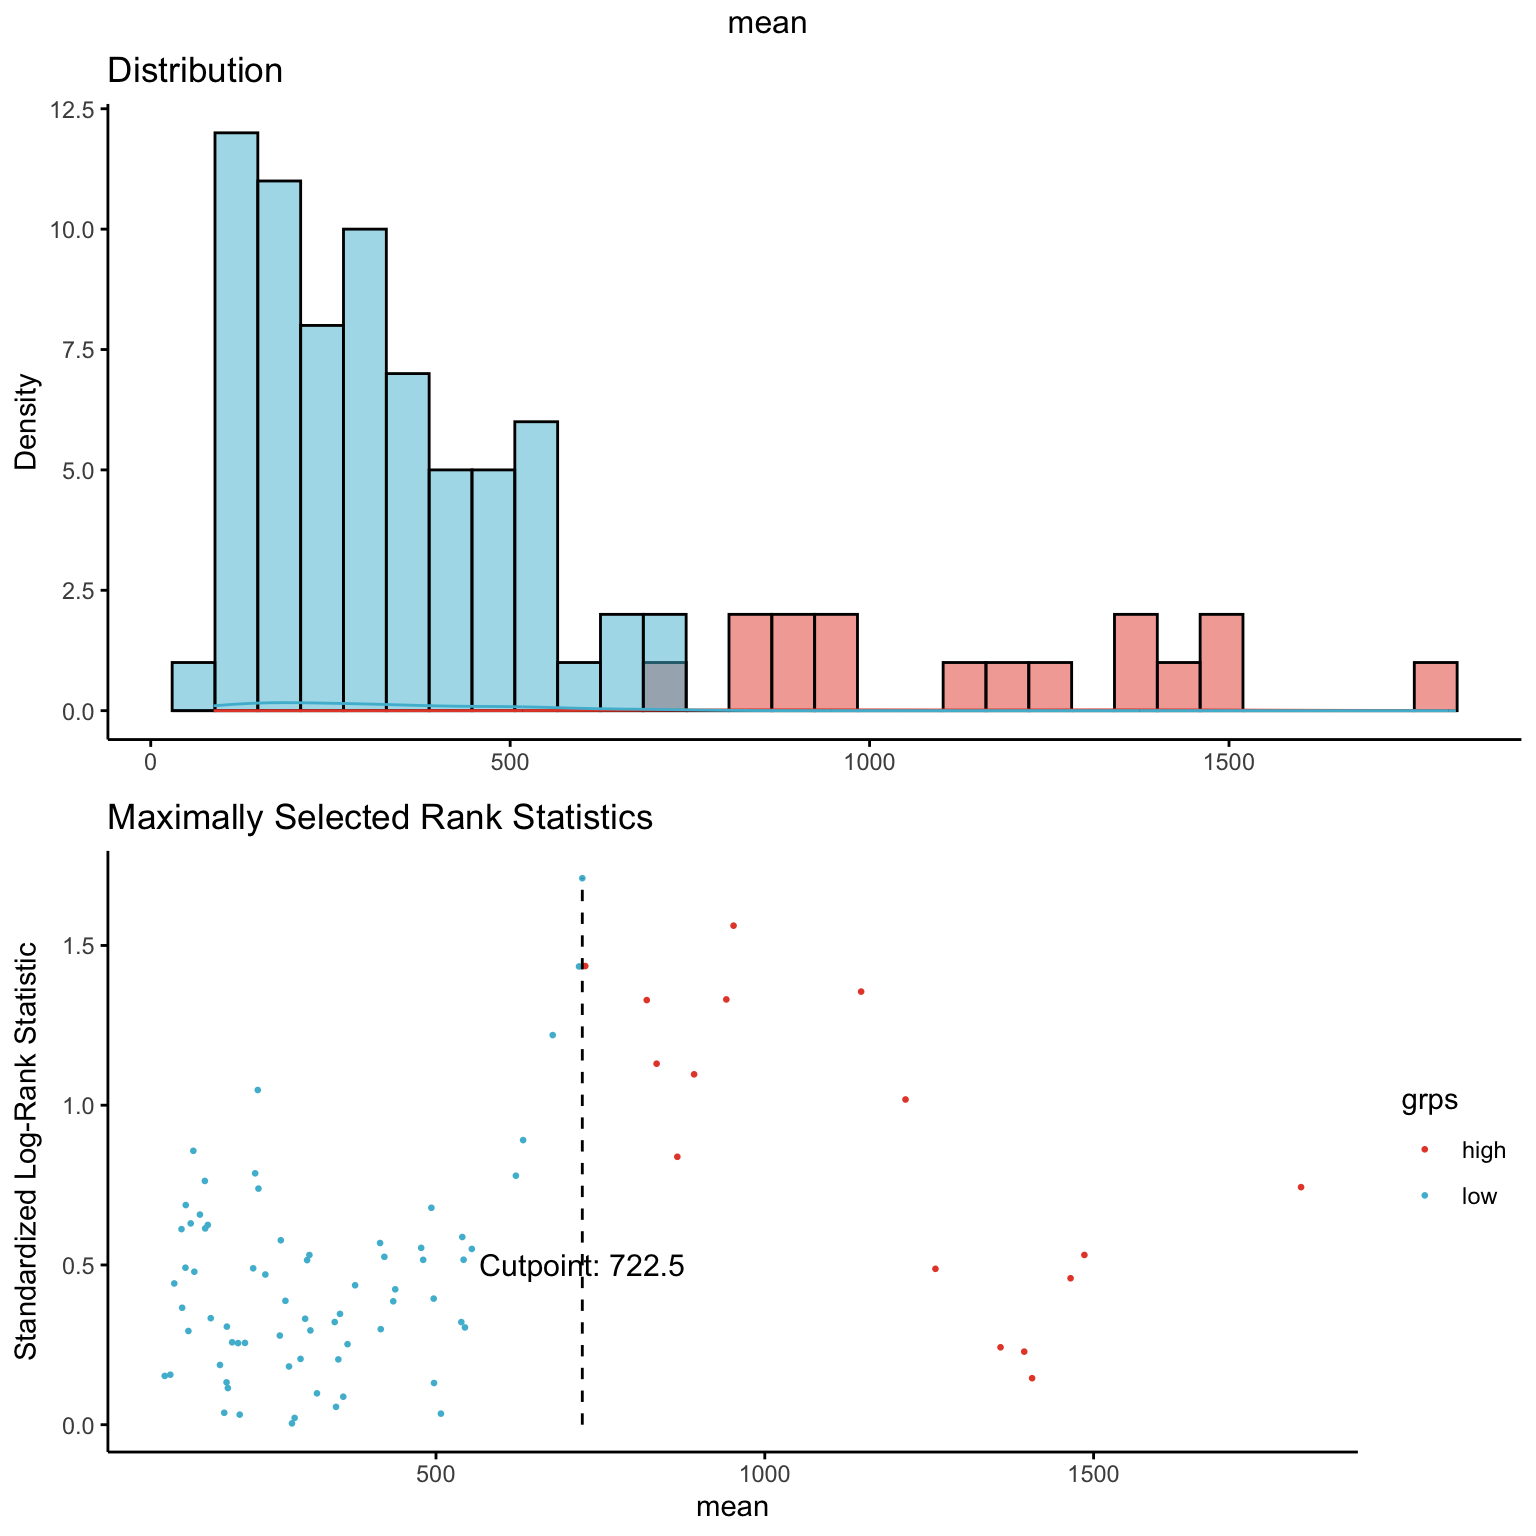 mean
Distribution
12.5
10.0
7.5
5.0
2.5
0.0
Density
0
500
1000
1500
Maximally Selected Rank Statistics
1.5
1.0
0.5
0.0
Standardized Log-Rank Statistic
Cutpoint: 722.5
grps
high
low
500
1000
1500
mean